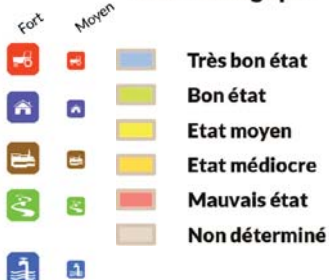 Fort
Moyen
Très bon état
Bon état
Etat moyen
Etat médiocre
Mauvais état
Non déterminé